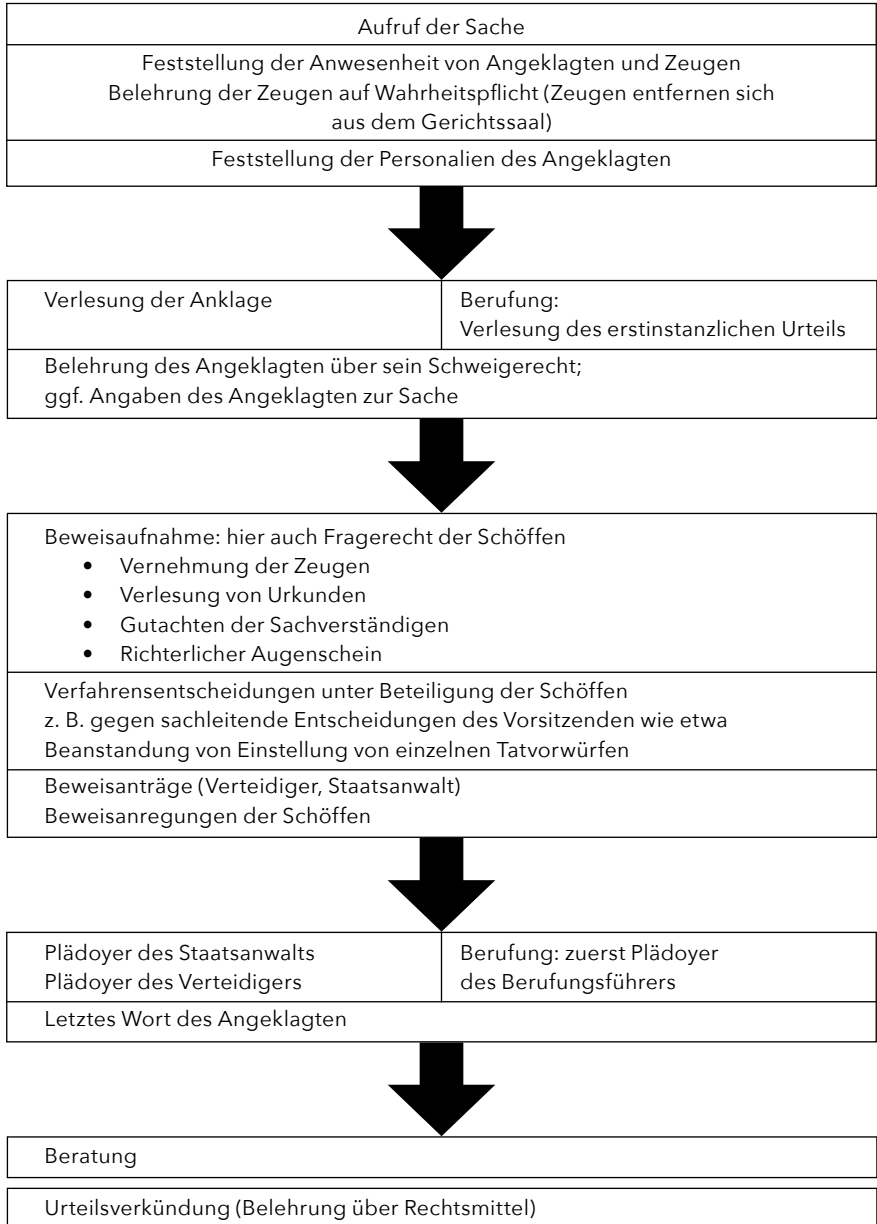 Aufruf der Sache
Feststellung der Anwesenheit von Angeklagten und Zeugen
Belehrung der Zeugen auf Wahrheitspflicht (Zeugen entfernen sich
aus dem Gerichtssaal)
Feststellung der Personalien des Angeklagten
Verlesung der Anklage
Berufung:
Verlesung des erstinstanzlichen Urteils
Belehrung des Angeklagten über sein Schweigerecht;
ggf. Angaben des Angeklagten zur Sache
Beweisaufnahme: hier auch Fragerecht der Schöffen
• Vernehmung der Zeugen
• Verlesung von Urkunden
• Gutachten der Sachverständigen
• Richterlicher Augenschein
Verfahrensentscheidungen unter Beteiligung der Schöffen
z. B. gegen sachleitende Entscheidungen des Vorsitzenden wie etwa
Beanstandung von Einstellung von einzelnen Tatvorwürfen
Beweisanträge (Verteidiger, Staatsanwalt)
Beweisanregungen der Schöffen
Plädoyer des Staatsanwalts
Plädoyer des Verteidigers
Berufung: zuerst Plädoyer
des Berufungsführers
Letztes Wort des Angeklagten
Beratung
Urteilsverkündung (Belehrung über Rechtsmittel)